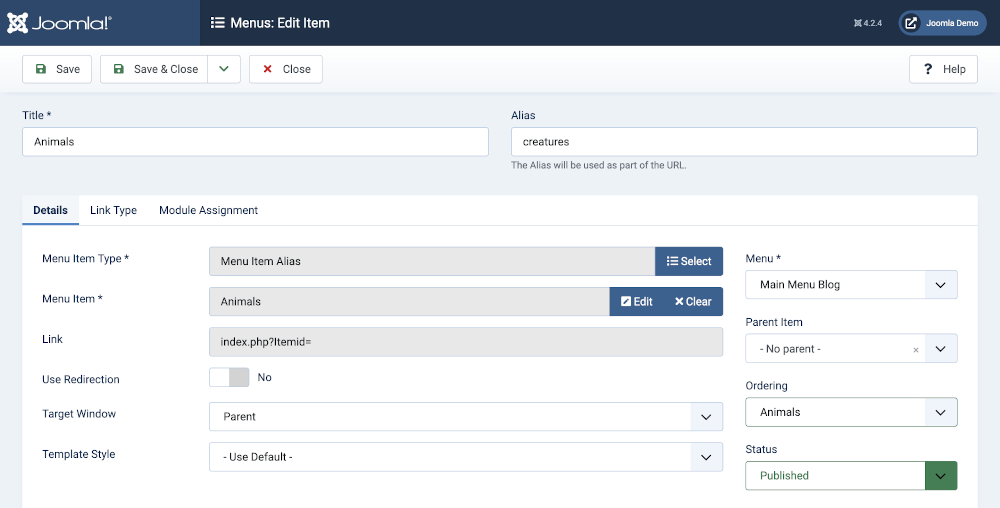 Joomla!® Menus: Edit Item 4.2.4 Joomla Demo
Save Save & Close Close Help
Title * Alias
Animals creatures
The Alias will be used as part of the URL.
Details Link Type Module Assignment
Menu Item Type * Menu Item Alias Select
Menu Item * Animals Edit Clear
Link index.php?Itemid=
Use Redirection No
Target Window Parent
Template Style - Use Default -
Menu *
Main Menu Blog
Parent Item
- No parent - ×
Ordering
Animals
Status
Published